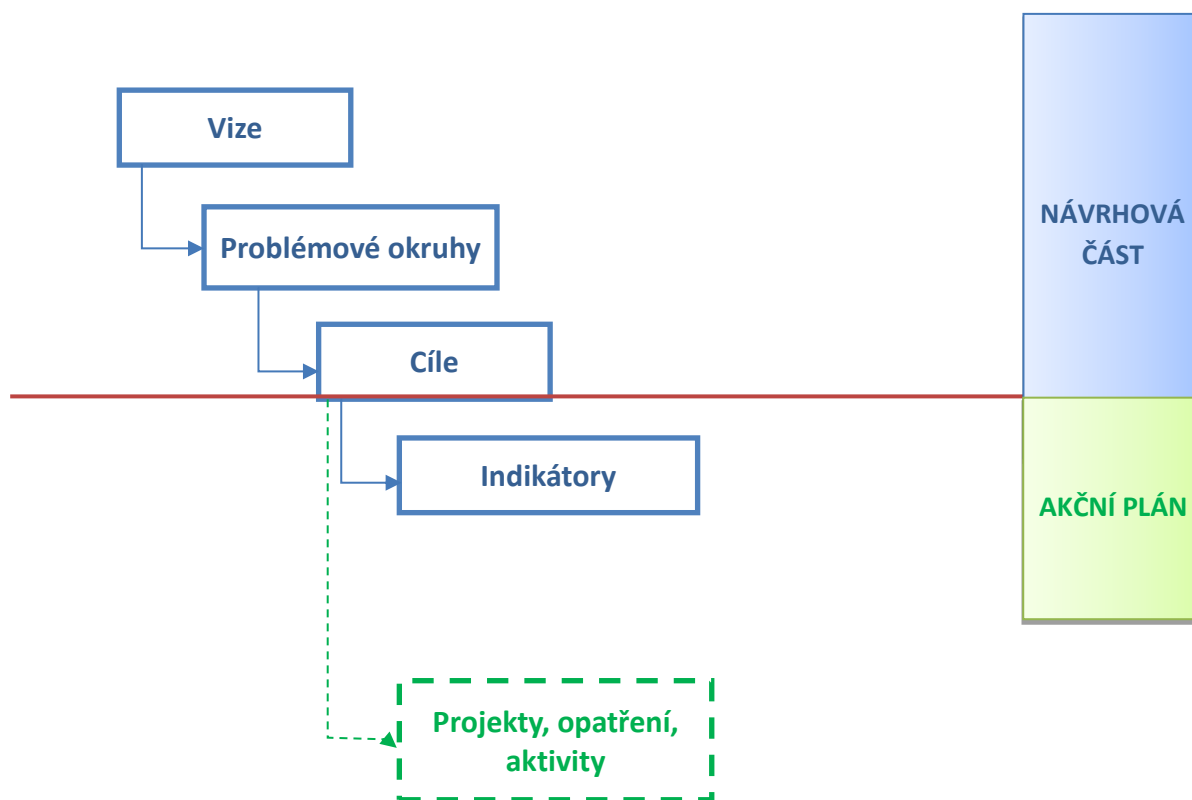 Vize
Problémové okruhy
Cíle
Indikátory
Projekty, opatření,
aktivity
NÁVRHOVÁ
ČÁST
AKČNÍ PLÁN